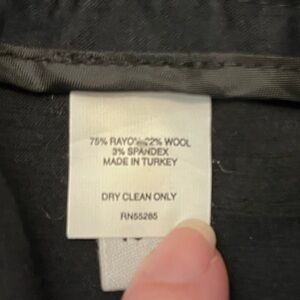 75% RAYON 22% WOOL
3% SPANDEX
MADE IN TURKEY
DRY CLEAN ONLY
RN55285